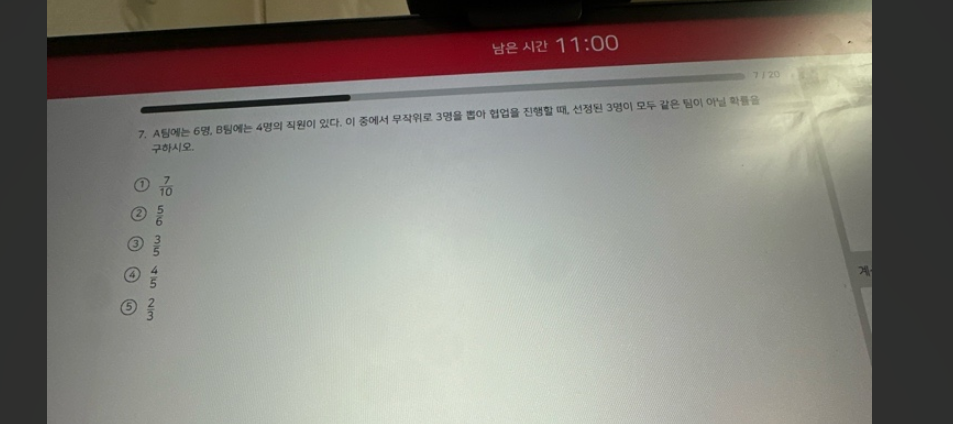 남은 시간 11:00
7 / 20
7. A팀에는 6명, B팀에는 4명의 직원이 있다. 이 중에서 무작위로 3명을 뽑아 협업을 진행할 때, 선정된 3명이 모두 같은 팀이 아닐 확률을
구하시오.
① 7/10
② 5/6
③ 3/5
④ 4/5
⑤ 2/3